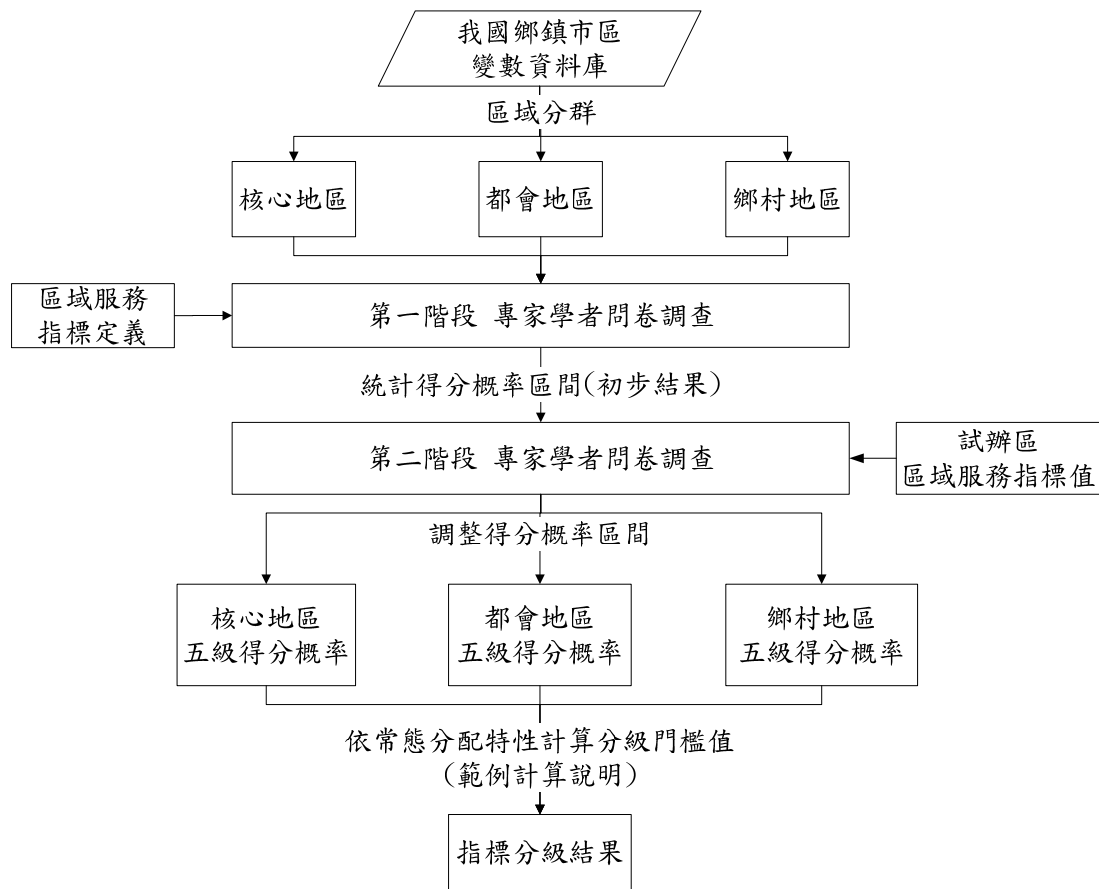 我國鄉鎮市區
變數資料庫
區域分群
核心地區
都會地區
鄉村地區
區域服務
指標定義
第一階段 專家學者問卷調查
統計得分概率區間(初步結果)
第二階段 專家學者問卷調查
試辦區
區域服務指標值
調整得分概率區間
核心地區
五級得分概率
都會地區
五級得分概率
鄉村地區
五級得分概率
依常態分配特性計算分級門檻值
(範例計算說明)
指標分級結果